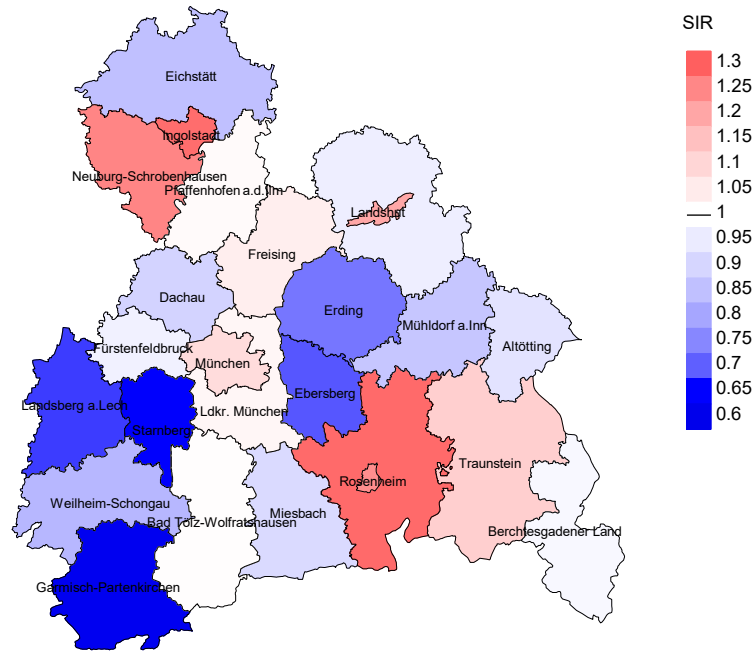 SIR
1.3
1.25
1.2
1.15
1.1
1.05
1
0.95
0.9
0.85
0.8
0.75
0.7
0.65
0.6
Eichstätt
Ingolstadt
Neuburg-Schrobenhausen
Pfaffenhofen a.d.Ilm
Landshut
Freising
Dachau
Erding
Mühldorf a.Inn
Altötting
Fürstenfeldbruck
München
Ebersberg
Landsberg a.Lech
Ldkr. München
Starnberg
Traunstein
Rosenheim
Weilheim-Schongau
Miesbach
Bad Tölz-Wolfratshausen
Berchtesgadener Land
Garmisch-Partenkirchen